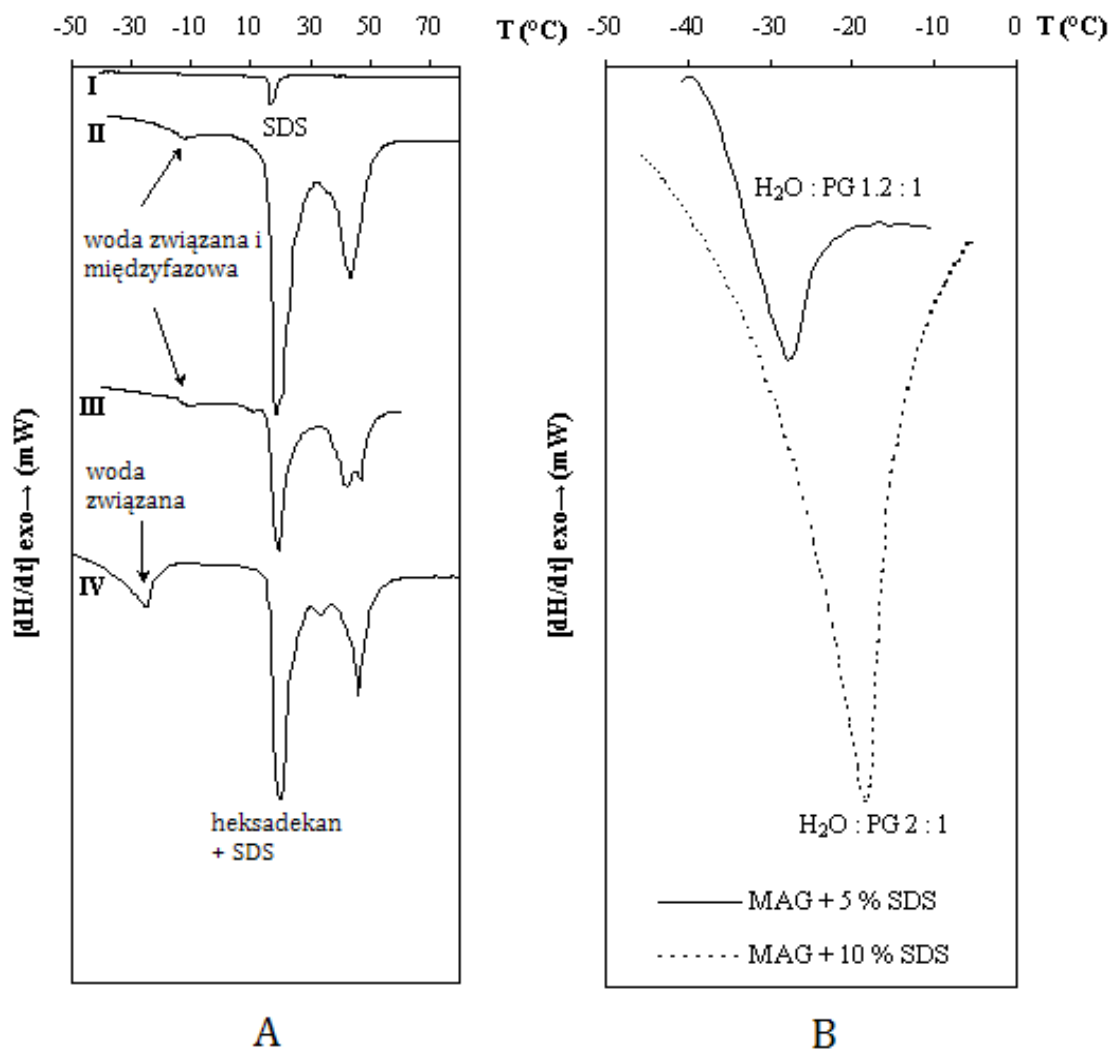 -50 -30 -10 10 30 50 70 T (°C)
I
SDS
II
woda związana i
międzyfazowa
III
woda
związana
IV
heksadekan
+ SDS
[dH/dt] exo→ (mW)
A
-50 -40 -30 -20 -10 0 T (°C)
H₂O : PG 1.2 : 1
H₂O : PG 2 : 1
MAG + 5 % SDS
MAG + 10 % SDS
[dH/dt] exo→ (mW)
B